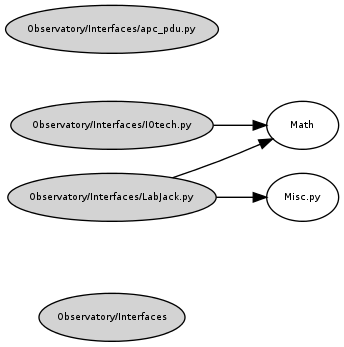 Observatory/Interfaces/apc_pdu.py
Observatory/Interfaces/IOtech.py
Math
Observatory/Interfaces/LabJack.py
Misc.py
Observatory/Interfaces